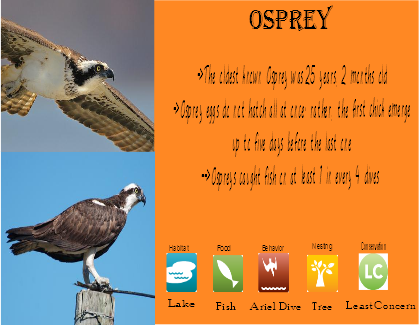 OSPREY
•>The oldest known Osprey was 25 years 2 months old
•>Osprey eggs do not hatch all at once: rather the first chick emerge
up to five days before the last one
•>Ospreys caught fish on at least 1 in every 4 dives
Habitat Food Behavior Nesting Conservation
LC
Lake Fish Ariel Dive Tree Least Concern